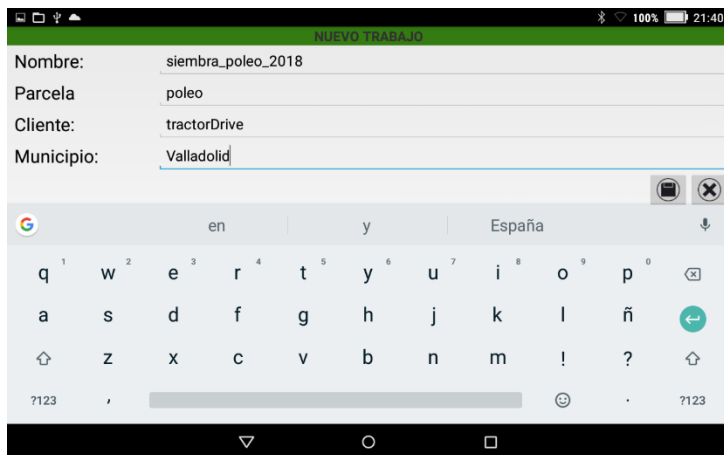 100% 21:40
NUEVO TRABAJO
Nombre: siembra_poleo_2018
Parcela poleo
Cliente: tractorDrive
Municipio: Valladolid
G en y España
q 1 w 2 e 3 r 4 t 5 y 6 u 7 i 8 o 9 p 0
a s d f g h j k l ñ
z x c v b n m ! ?
?123 , . ?123